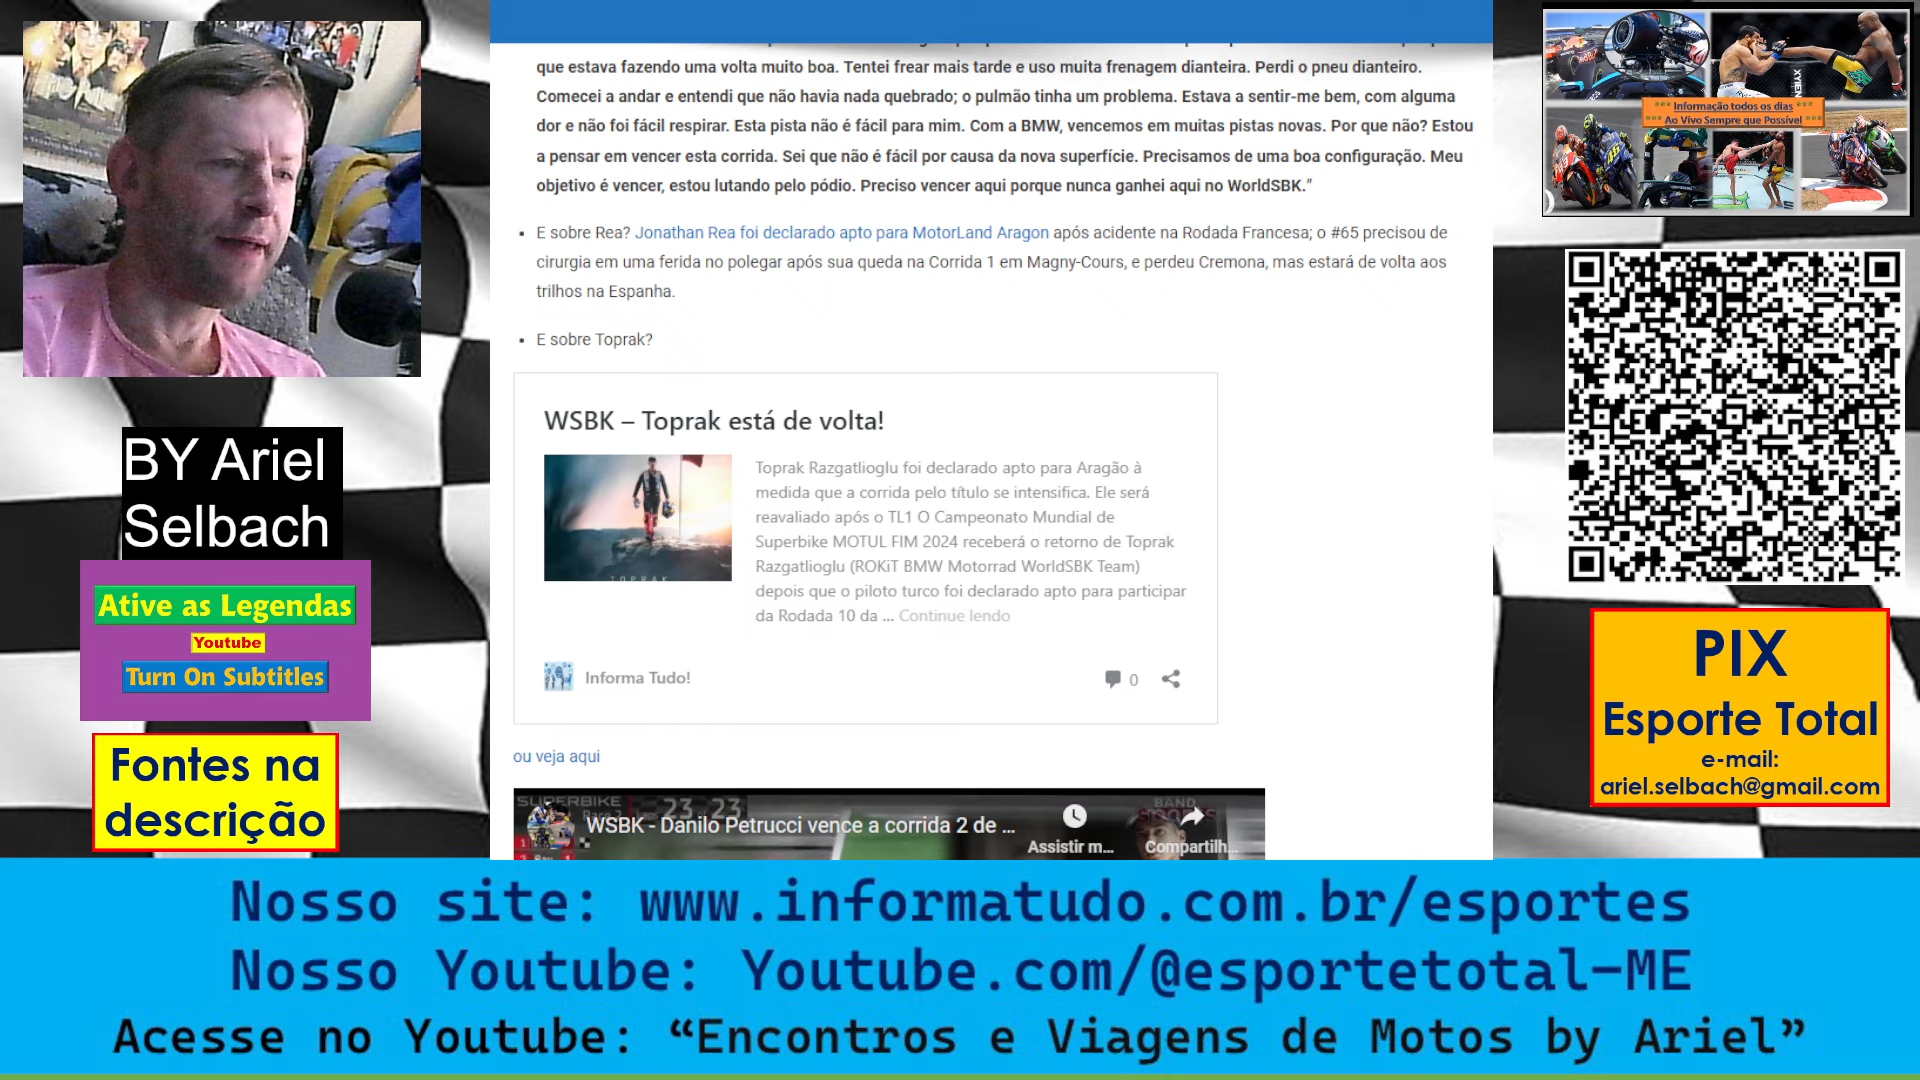 que estava fazendo uma volta muito boa. Tentei frear mais tarde e uso muita frenagem dianteira. Perdi o pneu dianteiro.
Comecei a andar e entendi que não havia nada quebrado; o pulmão tinha um problema. Estava a sentir-me bem, com alguma
dor e não foi fácil respirar. Esta pista não é fácil para mim. Com a BMW, vencemos em muitas pistas novas. Por que não? Estou
a pensar em vencer esta corrida. Sei que não é fácil por causa da nova superfície. Precisamos de uma boa configuração. Meu
objetivo é vencer, estou lutando pelo pódio. Preciso vencer aqui porque nunca ganhei aqui no WorldSBK.”
• E sobre Rea? Jonathan Rea foi declarado apto para MotorLand Aragon após acidente na Rodada Francesa; o #65 precisou de
cirurgia em uma ferida no polegar após sua queda na Corrida 1 em Magny-Cours, e perdeu Cremona, mas estará de volta aos
trilhos na Espanha.
• E sobre Toprak?
WSBK – Toprak está de volta!
Toprak Razgatlioglu foi declarado apto para Aragão à
medida que a corrida pelo título se intensifica. Ele será
reavaliado após o TL1 O Campeonato Mundial de
Superbike MOTUL FIM 2024 receberá o retorno de Toprak
Razgatlioglu (ROKiT BMW Motorrad WorldSBK Team)
depois que o piloto turco foi declarado apto para participar
da Rodada 10 da ... Continue lendo
TOPRAK
Informa Tudo!
0
ou veja aqui
SUPERBIKE
23 23
BAND
WSBK - Danilo Petrucci vence a corrida 2 de ...
Assistir m...
Compartilh...
BY Ariel
Selbach
Ative as Legendas
Youtube
Turn On Subtitles
Fontes na
descrição
*** Informação todos os dias ***
*** Ao Vivo Sempre que Possível ***
PIX
Esporte Total
e-mail:
ariel.selbach@gmail.com
Nosso site: www.informatudo.com.br/esportes
Nosso Youtube: Youtube.com/@esportetotal-ME
Acesse no Youtube: “Encontros e Viagens de Motos by Ariel”